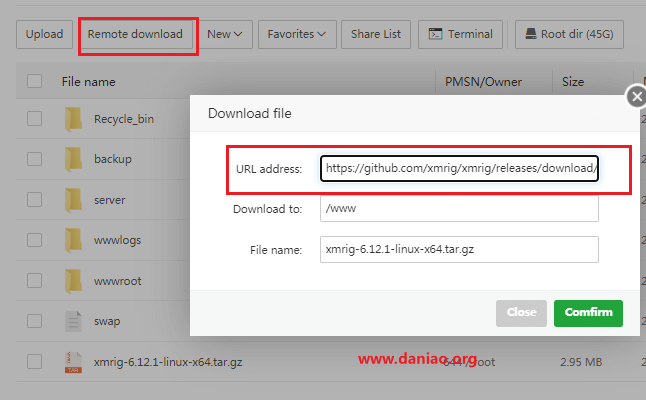 Upload Remote download New Favorites Share List Terminal Root dir (45G)
File name PMSN/Owner Size
Download file
Recycle_bin
URL address: https://github.com/xmrig/xmrig/releases/download/
backup
server
Download to: /www
wwwlogs
File name: xmrig-6.12.1-linux-x64.tar.gz
wwwroot
swap
Close Comfirm
www.daniao.org
xmrig-6.12.1-linux-x64.tar.gz 644 / root 2.95 MB